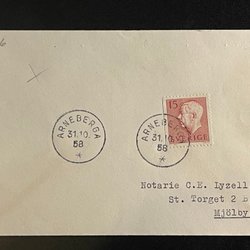 ARNEBERGA
31.10.
58
ARNEBERGA
31.10.
58
15
SVERIGE
Notarie C.E. Lyzell
St. Torget 2 B
Mjölby